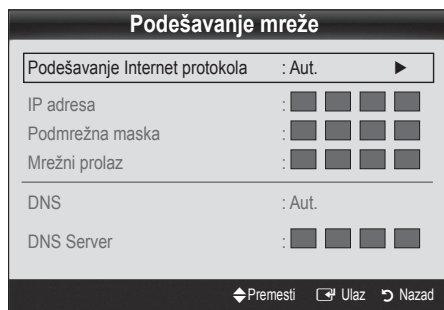 Podešavanje mreže
Podešavanje Internet protokola : Aut. ►
IP adresa :
Podmrežna maska :
Mrežni prolaz :
DNS : Aut.
DNS Server :
Premesti Ulaz Nazad